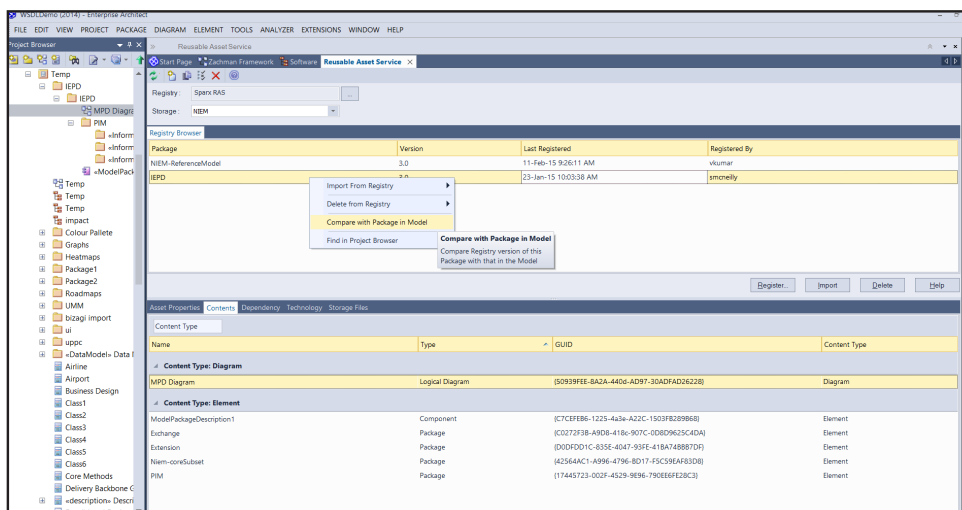 WSDLDemo (2014) - Enterprise Architect
FILE EDIT VIEW PROJECT PACKAGE DIAGRAM ELEMENT TOOLS ANALYZER EXTENSIONS WINDOW HELP
Project Browser
Reusable Asset Service
Start Page Zachman Framework Software Reusable Asset Service
Temp
IEPD
IEPD
MPD Diagra
PIM
«Inform
«Inform
«Inform
«ModelPack
Temp
Temp
Temp
impact
Colour Pallete
Graphs
Heatmaps
Package1
Package2
Roadmaps
UMM
bizagi import
ui
uppc
«DataModel» Data
Airline
Airport
Business Design
Class1
Class2
Class3
Class4
Class5
Class6
Core Methods
Delivery Backbone
«description» Descri
Registry: Sparx RAS ...
Storage: NIEM
Registry Browser
Package Version Last Registered Registered By
NIEM-ReferenceModel 3.0 11-Feb-15 9:26:11 AM vkumar
IEPD 3.0 23-Jan-15 10:03:38 AM smcneilly
Import From Registry
Delete from Registry
Compare with Package in Model
Find in Project Browser
Compare with Package in Model
Compare Registry version of this
Package with that in the Model
Register... Import Delete Help
Asset Properties Contents Dependency Technology Storage Files
Content Type
Name Type GUID Content Type
Content Type: Diagram
MPD Diagram Logical Diagram {50939FEE-8A2A-440d-AD97-30ADFAD26228} Diagram
Content Type: Element
ModelPackageDescription1 Component {C7CEFEB6-1225-4a3e-A22C-1503FB289B68} Element
Exchange Package {C0272F3B-A9D8-418c-907C-0D8D9625C4DA} Element
Extension Package {D0DFDD1C-835E-4047-93FE-41BA74BBB7DF} Element
Niem-coreSubset Package {42564AC1-A996-4796-BD17-F5C59EAF83D8} Element
PIM Package {17445723-002F-4529-9E96-790EE6FE28C3} Element